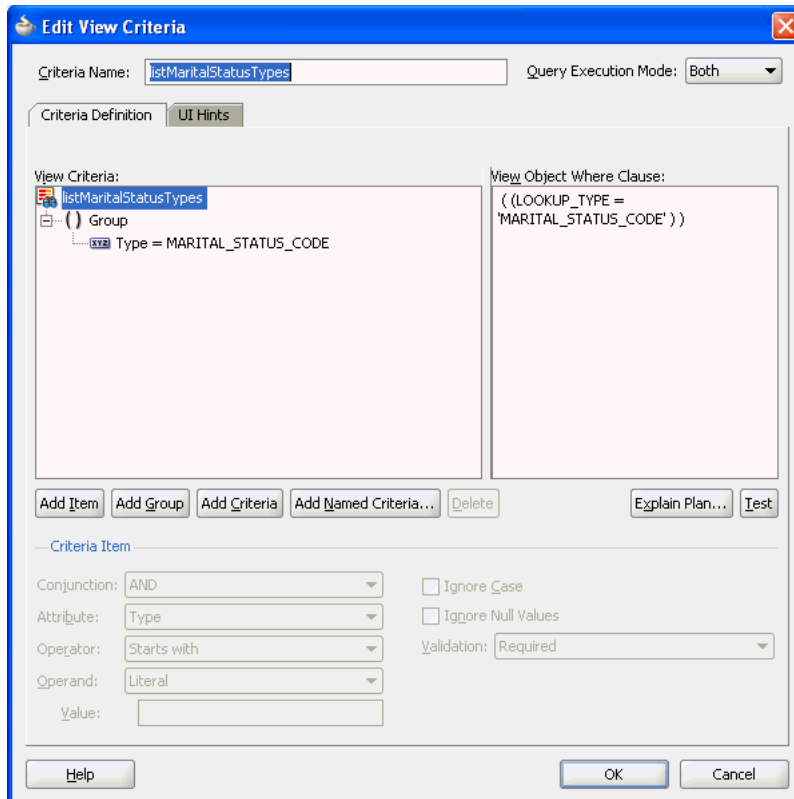 Edit View Criteria
Criteria Name: listMaritalStatusTypes Query Execution Mode: Both
Criteria Definition UI Hints
View Criteria: View Object Where Clause:
listMaritalStatusTypes
() Group
XYZ Type = MARITAL_STATUS_CODE
( (LOOKUP_TYPE =
'MARITAL_STATUS_CODE' ) )
Add Item Add Group Add Criteria Add Named Criteria... Delete Explain Plan... Test
Criteria Item
Conjunction: AND Ignore Case
Attribute: Type Ignore Null Values
Operator: Starts with Validation: Required
Operand: Literal
Value:
Help OK Cancel